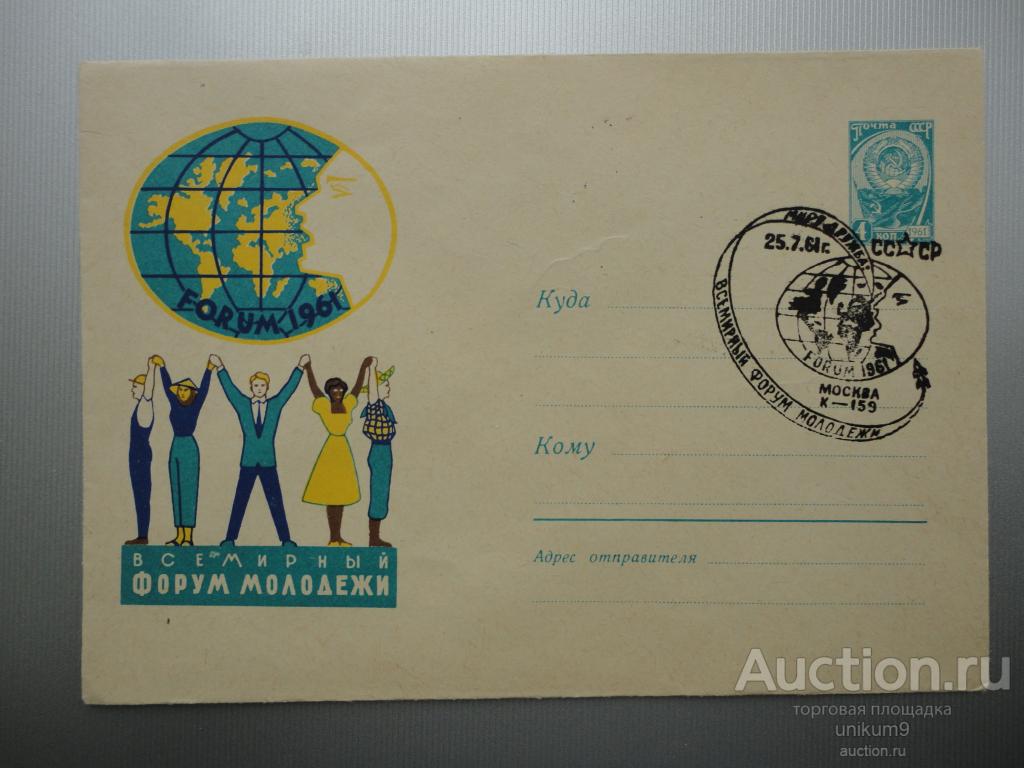 FORUM 1961
ВСЕМИРНЫЙ
ФОРУМ МОЛОДЕЖИ
Почта СССР
4 коп. 1961
25.7.61г.
СССР
ВСЕМИРНЫЙ ФОРУМ МОЛОДЕЖИ
FORUM 1961
МОСКВА
К—159
Куда
Кому
Адрес отправителя
Auction.ru
торговая площадка
unikum9
auction.ru